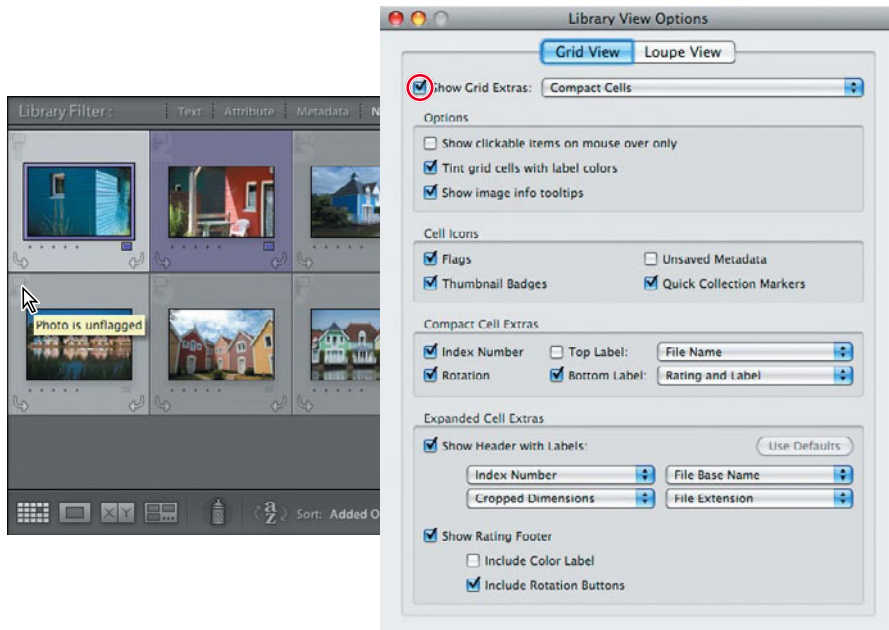 Library View Options
Grid View Loupe View
Show Grid Extras: Compact Cells
Options
Show clickable items on mouse over only
Tint grid cells with label colors
Show image info tooltips
Cell Icons
Flags Unsaved Metadata
Thumbnail Badges Quick Collection Markers
Compact Cell Extras
Index Number Top Label: File Name
Rotation Bottom Label: Rating and Label
Expanded Cell Extras
Show Header with Labels: Use Defaults
Index Number File Base Name
Cropped Dimensions File Extension
Show Rating Footer
Include Color Label
Include Rotation Buttons
Library Filter : Text Attribute Metadata N
Photo is unflagged
X Y a z Sort: Added O